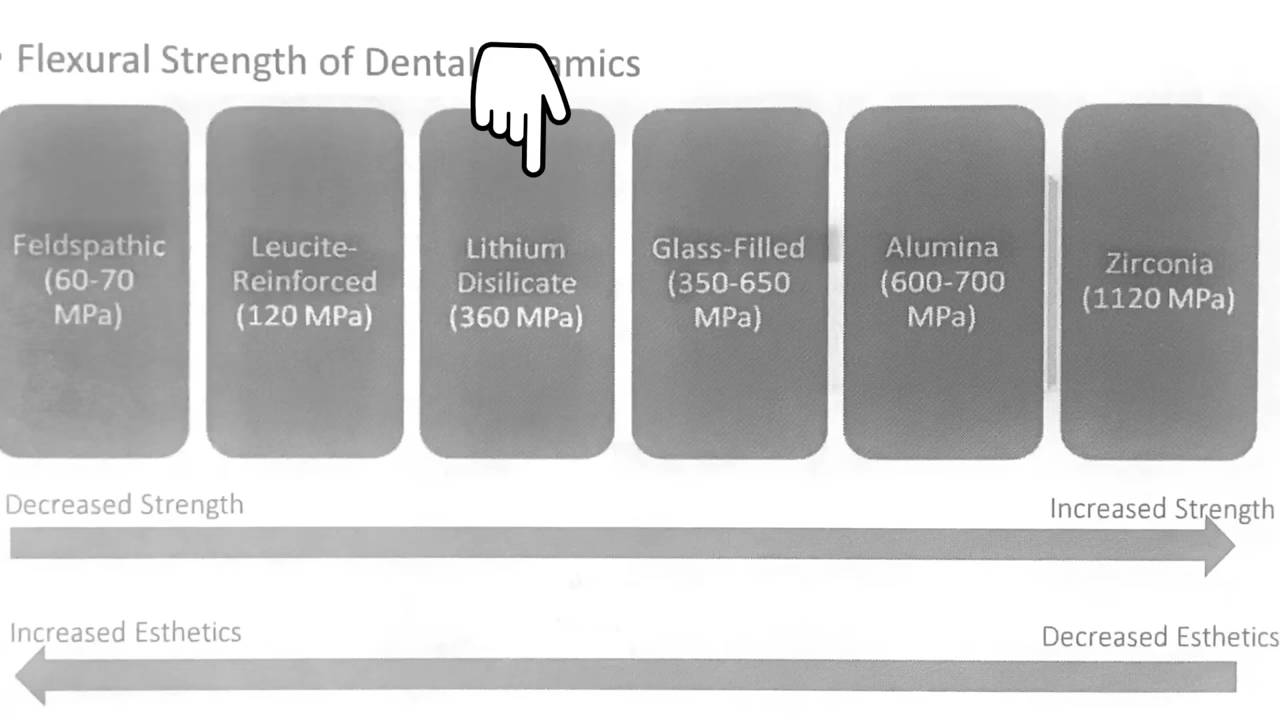 Flexural Strength of Dental amics
Feldspathic
(60-70
MPa)
Leucite-
Reinforced
(120 MPa)
Lithium
Disilicate
(360 MPa)
Glass-Filled
(350-650
MPa)
Alumina
(600-700
MPa)
Zirconia
(1120 MPa)
Decreased Strength
Increased Strength
Increased Esthetics
Decreased Esthetics